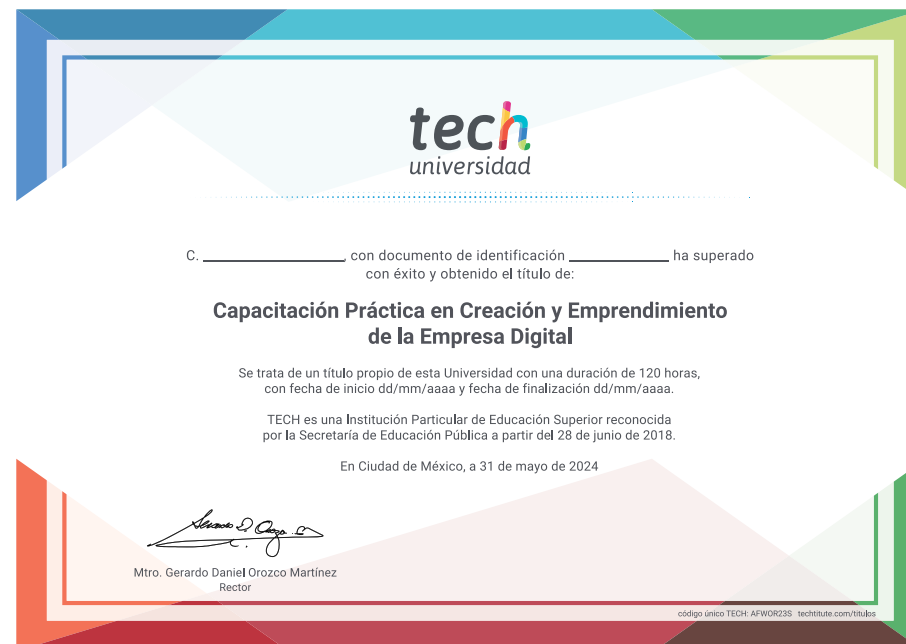 tech
universidad
C. ____________________, con documento de identificación ______________ ha superado
con éxito y obtenido el título de:
Capacitación Práctica en Creación y Emprendimiento
de la Empresa Digital
Se trata de un título propio de esta Universidad con una duración de 120 horas,
con fecha de inicio dd/mm/aaaa y fecha de finalización dd/mm/aaaa.
TECH es una Institución Particular de Educación Superior reconocida
por la Secretaría de Educación Pública a partir del 28 de junio de 2018.
En Ciudad de México, a 31 de mayo de 2024
Mtro. Gerardo Daniel Orozco Martínez
Rector
código único TECH: AFWOR23S techtitute.com/titulos